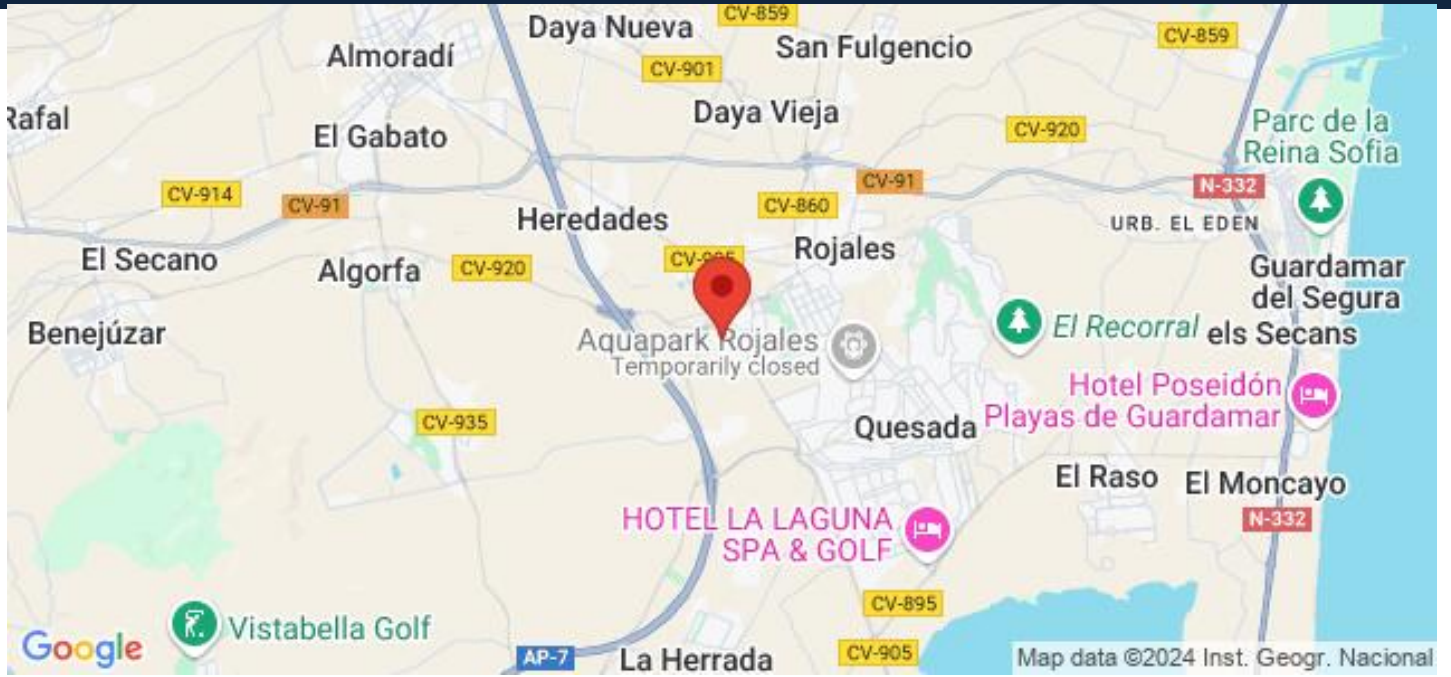 CV-859
Daya Nueva
San Fulgencio
CV-859
Almoradí
CV-901
Rafal
Daya Vieja
El Gabato
CV-920
Parc de la
Reina Sofia
CV-914
CV-91
CV-91
N-332
CV-860
Heredades
URB. EL EDEN
Rojales
El Secano
Algorfa
CV-920
CV-905
Guardamar
del Segura
Benejúzar
Aquapark Rojales
Temporarily closed
El Recorral
els Secans
Hotel Poseidón
Playas de Guardamar
CV-935
Quesada
El Raso
El Moncayo
HOTEL LA LAGUNA
SPA & GOLF
N-332
CV-895
Vistabella Golf
Google
AP-7
La Herrada
CV-905
Map data ©2024 Inst. Geogr. Nacional